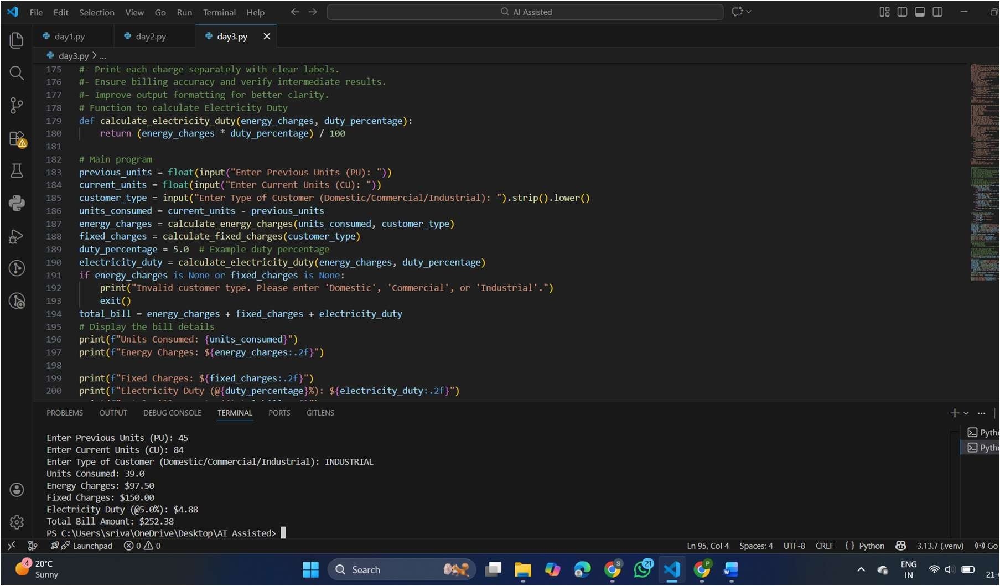 File Edit Selection View Go Run Terminal Help
AI Assisted
day1.py
day2.py
day3.py
day3.py > ...
175 #- Print each charge separately with clear labels.
176 #- Ensure billing accuracy and verify intermediate results.
177 #- Improve output formatting for better clarity.
178 # Function to calculate Electricity Duty
179 def calculate_electricity_duty(energy_charges, duty_percentage):
180 return (energy_charges * duty_percentage) / 100
181
182 # Main program
183 previous_units = float(input("Enter Previous Units (PU): "))
184 current_units = float(input("Enter Current Units (CU): "))
185 customer_type = input("Enter Type of Customer (Domestic/Commercial/Industrial): ").strip().lower()
186 units_consumed = current_units - previous_units
187 energy_charges = calculate_energy_charges(units_consumed, customer_type)
188 fixed_charges = calculate_fixed_charges(customer_type)
189 duty_percentage = 5.0 # Example duty percentage
190 electricity_duty = calculate_electricity_duty(energy_charges, duty_percentage)
191 if energy_charges is None or fixed_charges is None:
192 print("Invalid customer type. Please enter 'Domestic', 'Commercial', or 'Industrial'.")
193 exit()
194 total_bill = energy_charges + fixed_charges + electricity_duty
195 # Display the bill details
196 print(f"Units Consumed: {units_consumed}")
197 print(f"Energy Charges: ${energy_charges:.2f}")
198
199 print(f"Fixed Charges: ${fixed_charges:.2f}")
200 print(f"Electricity Duty (@{duty_percentage}%): ${electricity_duty:.2f}")
PROBLEMS OUTPUT DEBUG CONSOLE TERMINAL PORTS GITLENS
Enter Previous Units (PU): 45
Enter Current Units (CU): 84
Enter Type of Customer (Domestic/Commercial/Industrial): INDUSTRIAL
Units Consumed: 39.0
Energy Charges: $97.50
Fixed Charges: $150.00
Electricity Duty (@5.0%): $4.88
Total Bill Amount: $252.38
PS C:\Users\sriva\OneDrive\Desktop\AI Assisted>
Pytho
Pytho
Launchpad 0 0 Ln 95, Col 4 Spaces: 4 UTF-8 CRLF { } Python 3.13.7 (.venv) Go
4
20°C
Sunny
Search
S
21
P
ENG
IN
21-